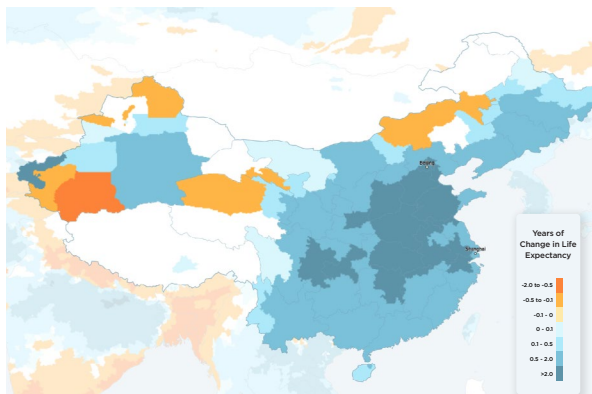 Beijing
Shanghai
Years of
Change in Life
Expectancy
-2.0 to -0.5
-0.5 to -0.1
-0.1 - 0
0 - 0.1
0.1 - 0.5
0.5 - 2.0
>2.0